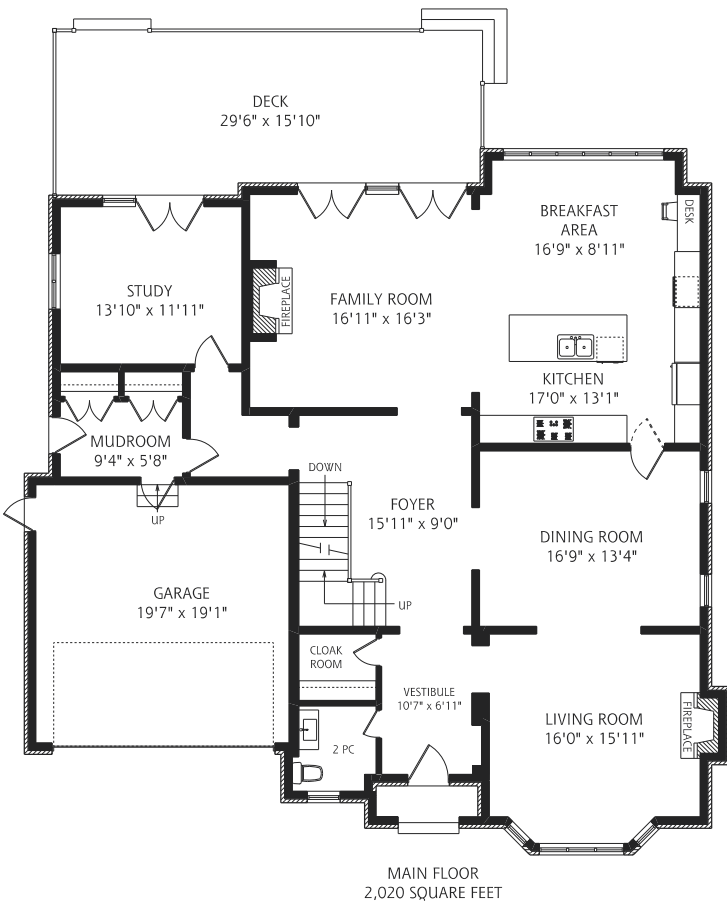 DECK
29'6" x 15'10"
BREAKFAST
AREA
16'9" x 8'11"
DESK
STUDY
13'10" x 11'11"
FIREPLACE
FAMILY ROOM
16'11" x 16'3"
KITCHEN
17'0" x 13'1"
MUDROOM
9'4" x 5'8"
DOWN
UP
FOYER
15'11" x 9'0"
DINING ROOM
16'9" x 13'4"
GARAGE
19'7" x 19'1"
UP
CLOAK
ROOM
VESTIBULE
10'7" x 6'11"
LIVING ROOM
16'0" x 15'11"
FIREPLACE
2 PC
MAIN FLOOR
2,020 SQUARE FEET